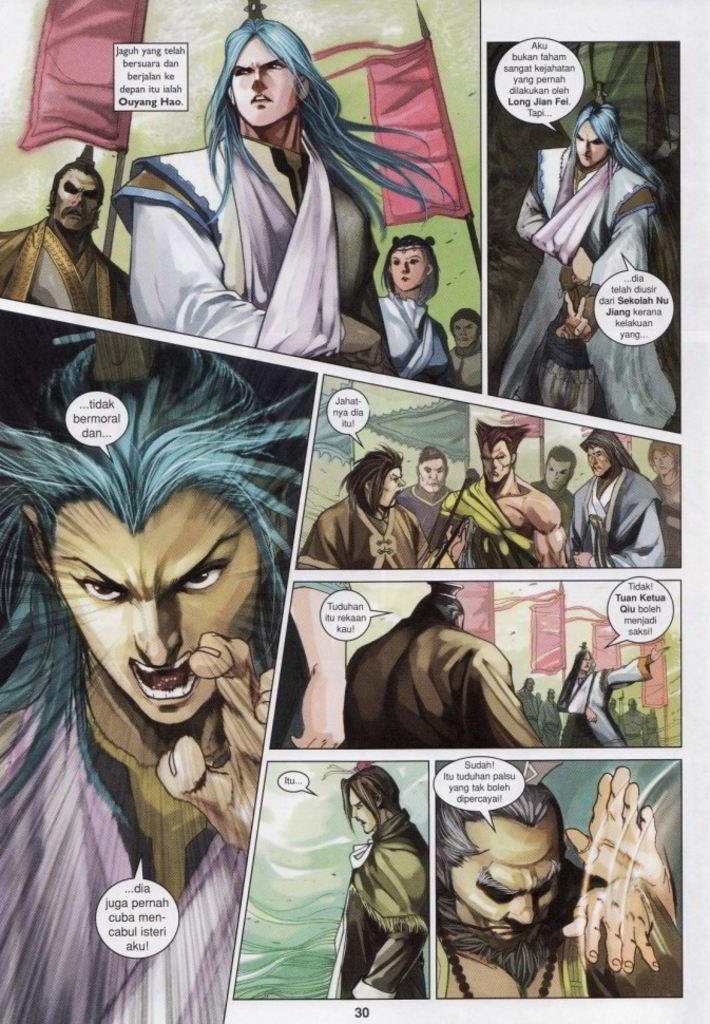 Jaguh yang telah
bersuara dan
berjalan ke
depan itu ialah
Ouyang Hao.
Aku
bukan faham
sangat kejahatan
yang pernah
dilakukan oleh
Long Jian Fei.
Tapi...
...dia
telah diusir
dari Sekolah Nu
Jiang kerana
kelakuan
yang...
...tidak
bermoral
dan...
...dia
juga pernah
cuba men-
cabul isteri
aku!
Jahat-
nya dia
itu!
Tuduhan
itu rekaan
kau!
Tidak!
Tuan Ketua
Qiu boleh
menjadi
saksi!
Itu...
Sudah!
Itu tuduhan palsu
yang tak boleh
dipercayai!
30